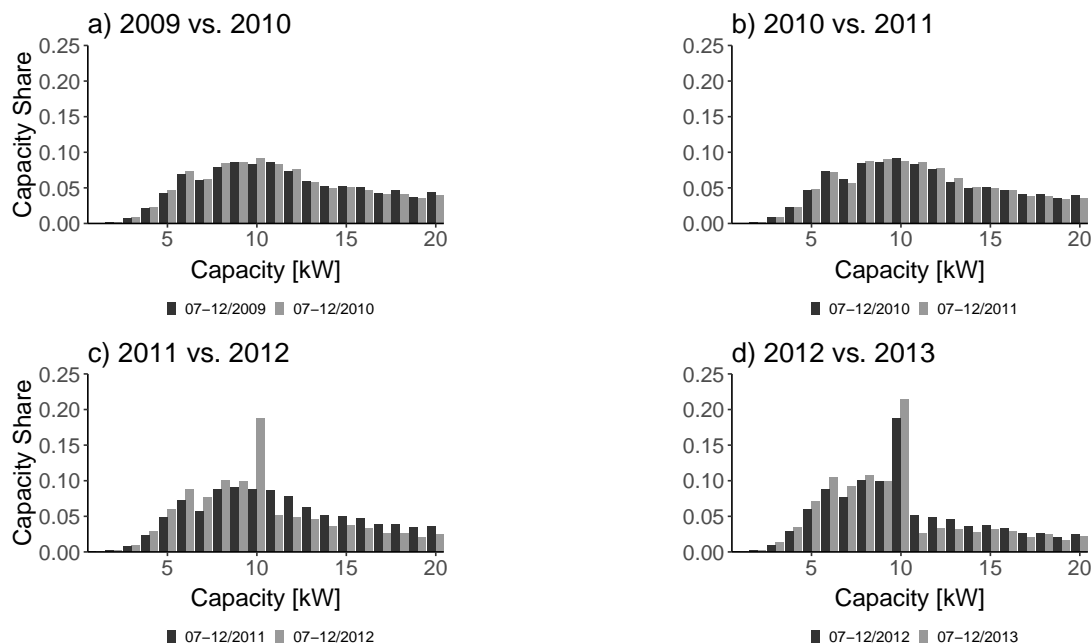 a) 2009 vs. 2010
Capacity Share
0.25
0.20
0.15
0.10
0.05
0.00
5 10 15 20
Capacity [kW]
07−12/2009 07−12/2010
b) 2010 vs. 2011
0.25
0.20
0.15
0.10
0.05
0.00
5 10 15 20
Capacity [kW]
07−12/2010 07−12/2011
c) 2011 vs. 2012
Capacity Share
0.25
0.20
0.15
0.10
0.05
0.00
5 10 15 20
Capacity [kW]
07−12/2011 07−12/2012
d) 2012 vs. 2013
0.25
0.20
0.15
0.10
0.05
0.00
5 10 15 20
Capacity [kW]
07−12/2012 07−12/2013